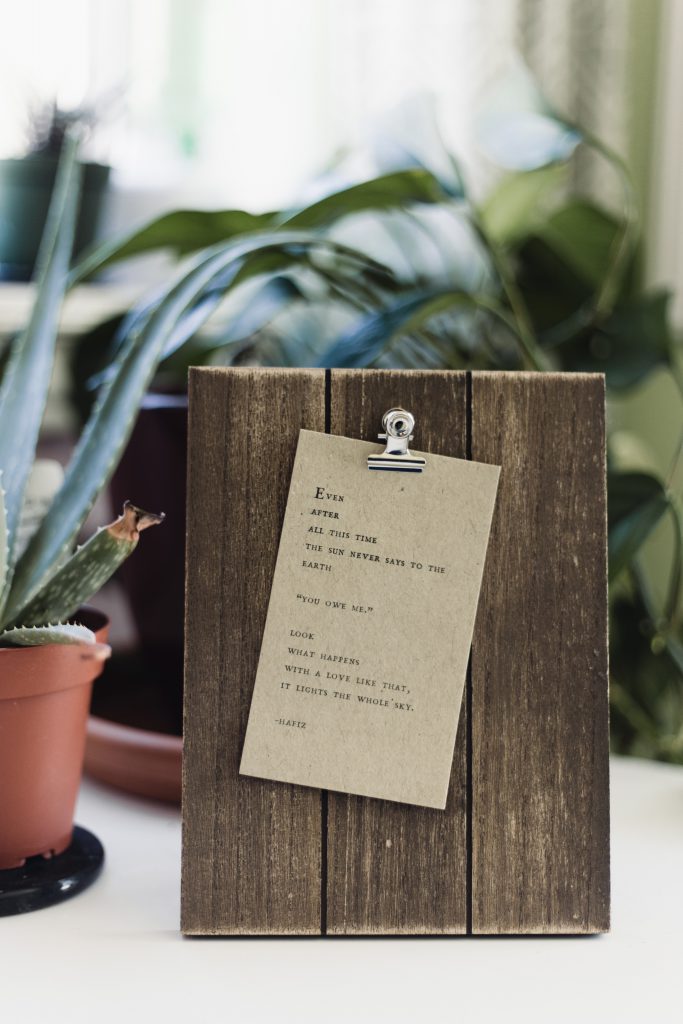 Even
after
all this time
the sun never says to the
earth
“you owe me.”
look
what happens
with a love like that,
it lights the whole sky.
-hafiz